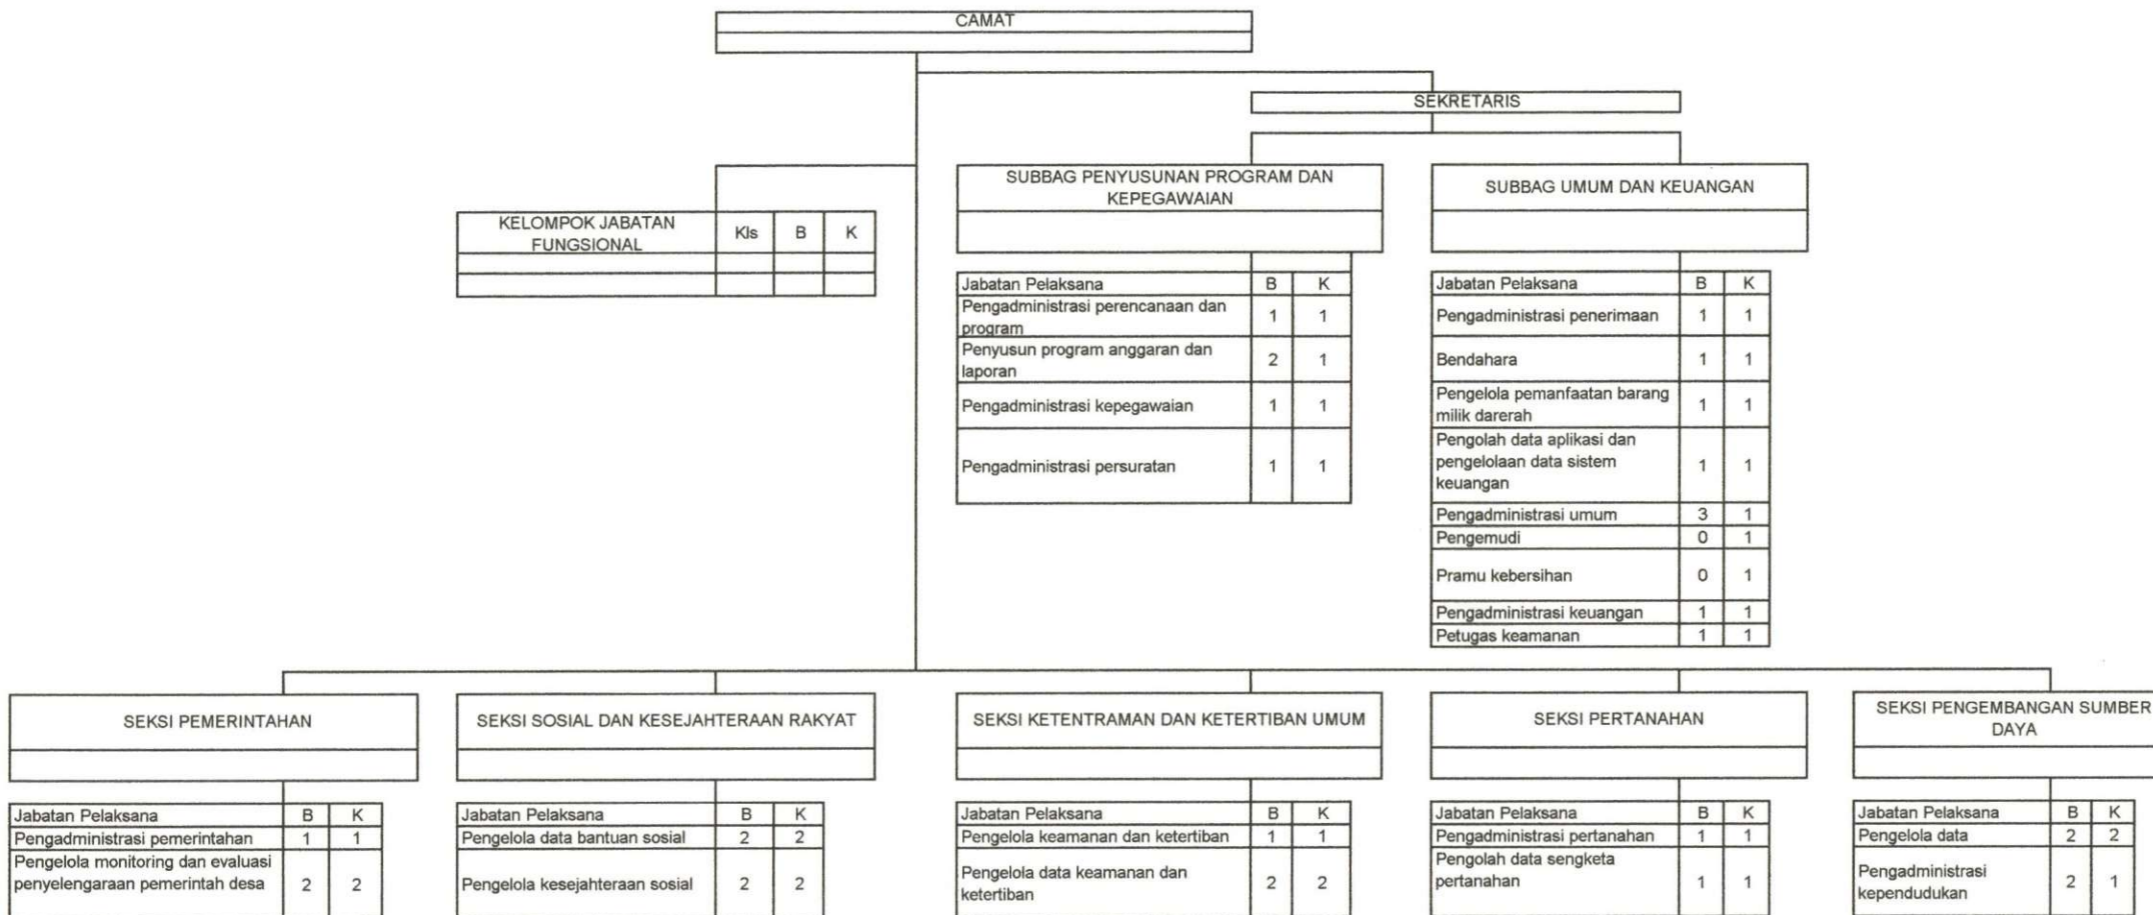 CAMAT
SEKRETARIS
SUBBAG PENYUSUNAN PROGRAM DAN
KEPEGAWAIAN
SUBBAG UMUM DAN KEUANGAN
KELOMPOK JABATAN
FUNGSIONAL
Kls B K
Jabatan Pelaksana B K
Pengadministrasi perencanaan dan
program 1 1
Penyusun program anggaran dan
laporan 2 1
Pengadministrasi kepegawaian 1 1
Pengadministrasi persuratan 1 1
Jabatan Pelaksana B K
Pengadministrasi penerimaan 1 1
Bendahara 1 1
Pengelola pemanfaatan barang
milik darerah 1 1
Pengolah data aplikasi dan
pengelolaan data sistem 1 1
keuangan
Pengadministrasi umum 3 1
Pengemudi 0 1
Pramu kebersihan 0 1
Pengadministrasi keuangan 1 1
Petugas keamanan 1 1
SEKSI PEMERINTAHAN
Jabatan Pelaksana B K
Pengadministrasi pemerintahan 1 1
Pengelola monitoring dan evaluasi
penyelengaraan pemerintah desa 2 2
SEKSI SOSIAL DAN KESEJAHTERAAN RAKYAT
Jabatan Pelaksana B K
Pengelola data bantuan sosial 2 2
Pengelola kesejahteraan sosial 2 2
SEKSI KETENTRAMAN DAN KETERTIBAN UMUM
Jabatan Pelaksana B K
Pengelola keamanan dan ketertiban 1 1
Pengelola data keamanan dan
ketertiban 2 2
SEKSI PERTANAHAN
Jabatan Pelaksana B K
Pengadministrasi pertanahan 1 1
Pengolah data sengketa
pertanahan 1 1
SEKSI PENGEMBANGAN SUMBER
DAYA
Jabatan Pelaksana B K
Pengelola data 2 2
Pengadministrasi
kependudukan 2 1